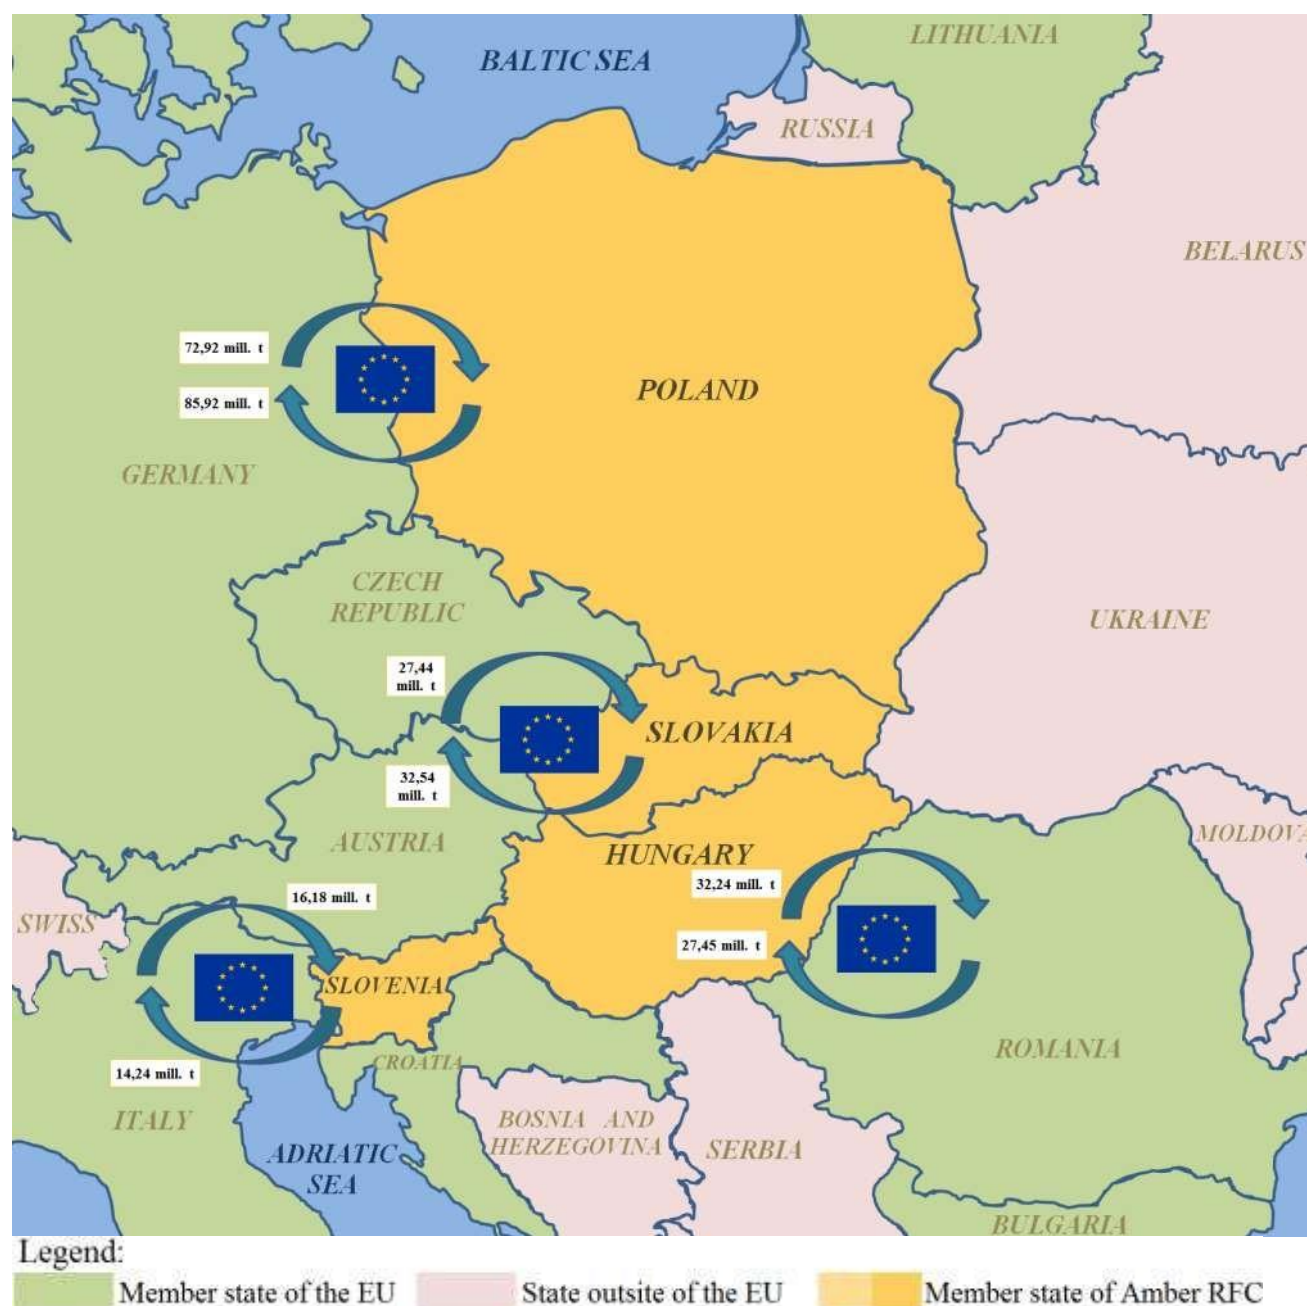 LITHUANIA
BALTIC SEA
RUSSIA
BELARUS
72,92 mill. t
POLAND
85,92 mill. t
GERMANY
CZECH
REPUBLIC
UKRAINE
27,44
mill. t
SLOVAKIA
32,54
mill. t
AUSTRIA
MOLDOVA
HUNGARY
32,24 mill. t
16,18 mill. t
SWISS
27,45 mill. t
SLOVENIA
ROMANIA
CROATIA
14,24 mill. t
ITALY
BOSNIA AND
HERZEGOVINA
SERBIA
ADRIATIC
SEA
BULGARIA
Legend:
Member state of the EU
State outsite of the EU
Member state of Amber RFC